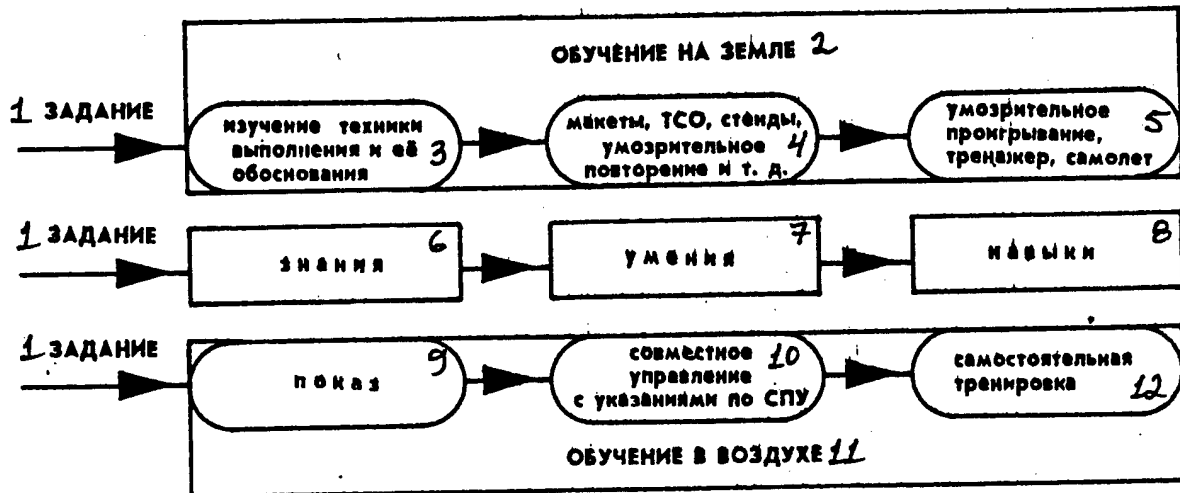 ОБУЧЕНИЕ НА ЗЕМЛЕ 2
1 ЗАДАНИЕ
изучение техники
выполнения и её 3
обоснования
макеты, ТСО, стенды,
умозрительное 4
повторение и т. д.
умозрительное 5
проигрывание,
тренажер, самолет
1 ЗАДАНИЕ
знания 6
умения 7
навыки 8
1 ЗАДАНИЕ
показ 9
совместное 10
управление
с указаниями по СПУ
самостоятельная
тренировка 12
ОБУЧЕНИЕ В ВОЗДУХЕ 11